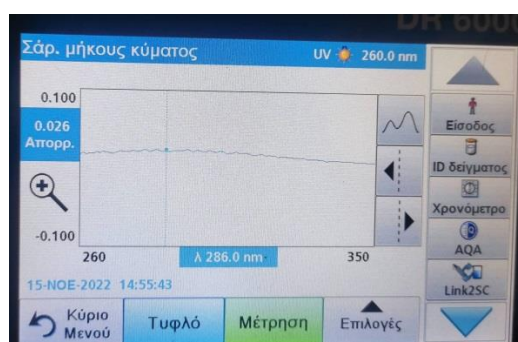 DR 6000
Σάρ. μήκους κύματος
UV 260.0 nm
0.100
0.026
Απορρ.
-0.100
260
λ 286.0 nm
350
15-ΝΟΕ-2022 14:55:43
Κύριο
Μενού
Τυφλό
Μέτρηση
Επιλογές
Είσοδος
ID δείγματος
Χρονόμετρο
AQA
Link2SC